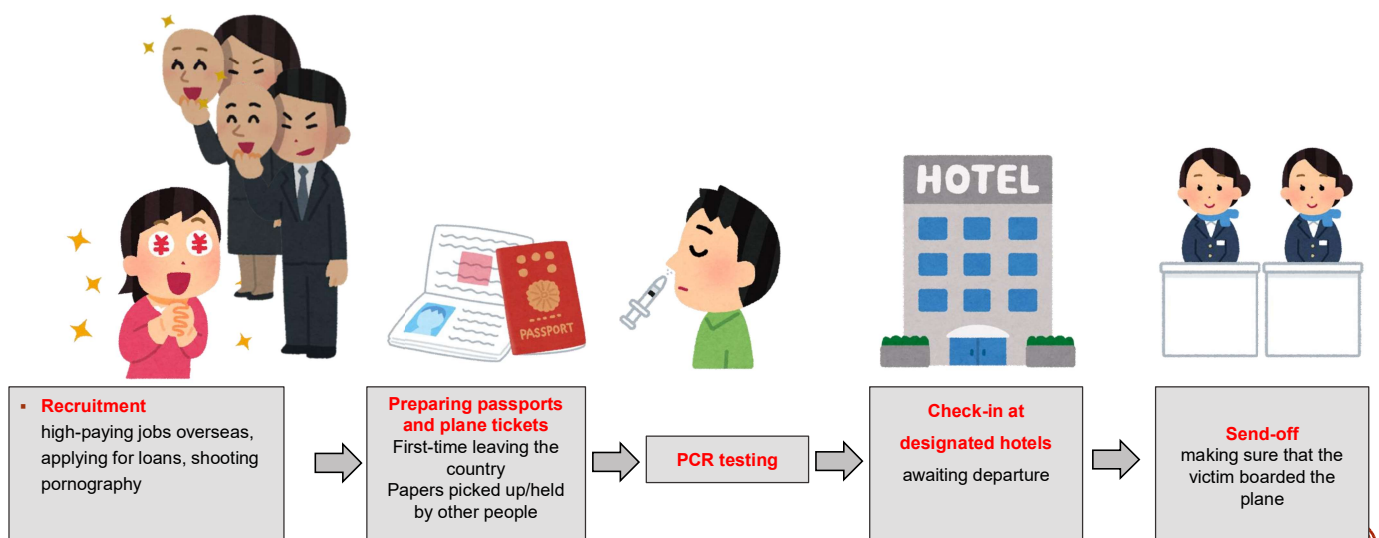 HOTEL
PASSPORT
¥ ¥
▪ Recruitment
high-paying jobs overseas,
applying for loans, shooting
pornography
Preparing passports
and plane tickets
First-time leaving the
country
Papers picked up/held
by other people
PCR testing
Check-in at
designated hotels
awaiting departure
Send-off
making sure that the
victim boarded the
plane